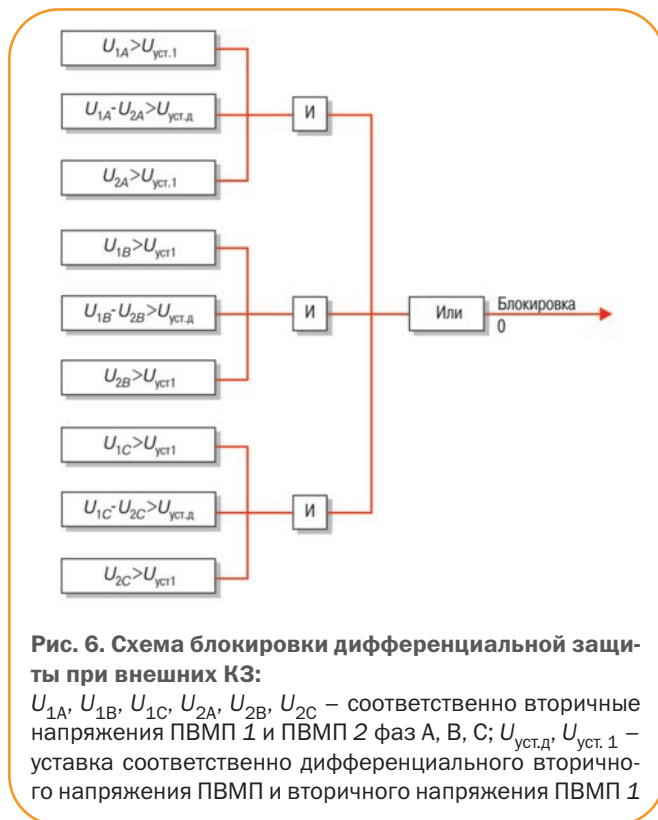 U1A>Uуст.1
U1A-U2A>Uуст.д
И
U2A>Uуст.1
U1B>Uуст1
U1B-U2B>Uуст.д
И
Или
Блокировка
0
U2B>Uуст1
U1C>Uуст1
U1C-U2C>Uуст.д
И
U2C>Uуст1
Рис. 6. Схема блокировки дифференциальной защи-
ты при внешних КЗ:
U1A, U1B, U1C, U2A, U2B, U2C – соответственно вторичные
напряжения ПВМП 1 и ПВМП 2 фаз А, В, С; Uуст.д, Uуст. 1 –
уставка соответственно дифференциального вторично-
го напряжения ПВМП и вторичного напряжения ПВМП 1